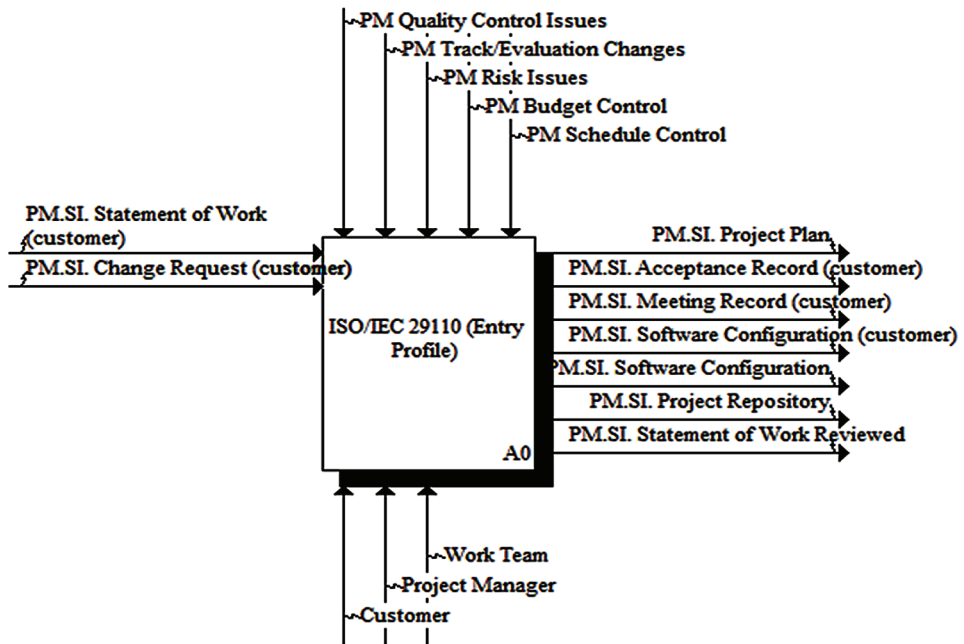 PM Quality Control Issues
PM Track/Evaluation Changes
PM Risk Issues
PM Budget Control
PM Schedule Control
PM.SI. Statement of Work
(customer)
PM.SI. Change Request (customer)
ISO/IEC 29110 (Entry
Profile)
A0
PM.SI. Project Plan
PM.SI. Acceptance Record (customer)
PM.SI. Meeting Record (customer)
PM.SI. Software Configuration (customer)
PM.SI. Software Configuration
PM.SI. Project Repository
PM.SI. Statement of Work Reviewed
Work Team
Project Manager
Customer